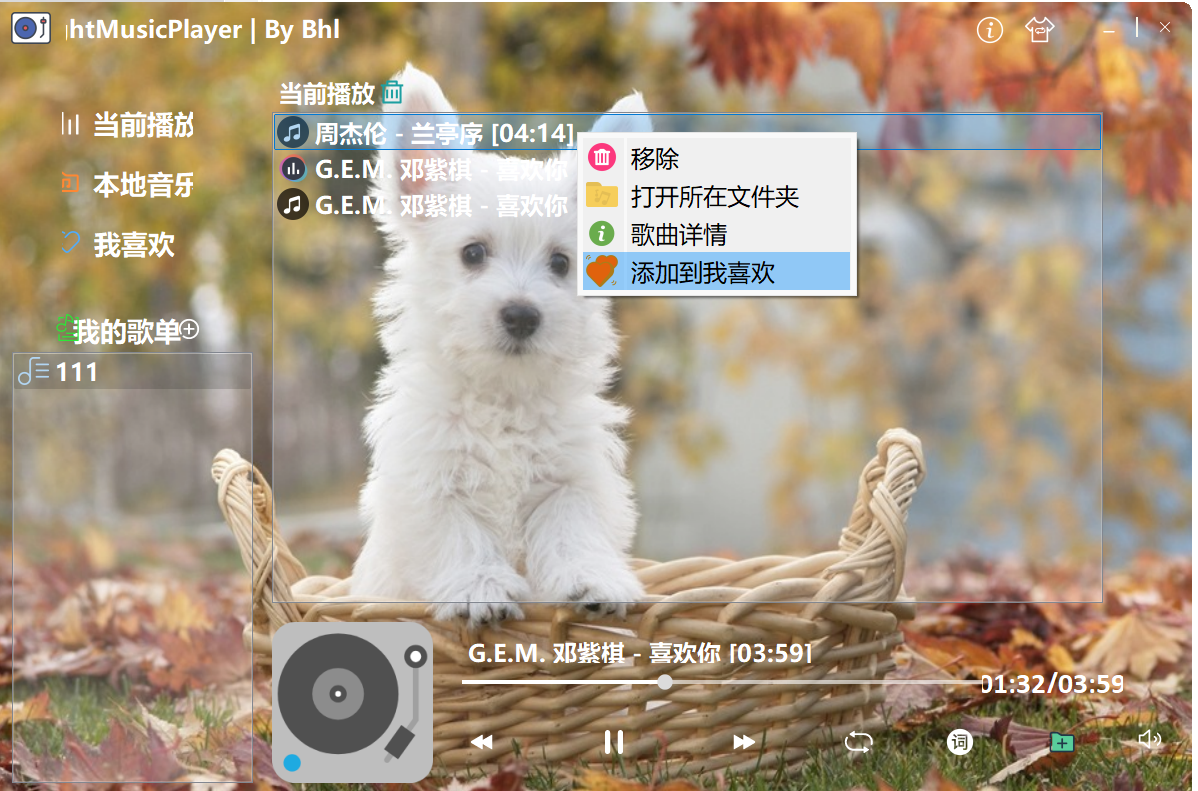 htMusicPlayer | By Bhl
当前播放
当前播放
本地音乐
我喜欢
我的歌单
111
周杰伦 - 兰亭序 [04:14]
G.E.M. 邓紫棋 - 喜欢你
G.E.M. 邓紫棋 - 喜欢你
移除
打开所在文件夹
歌曲详情
添加到我喜欢
G.E.M. 邓紫棋 - 喜欢你 [03:59]
01:32/03:59
词